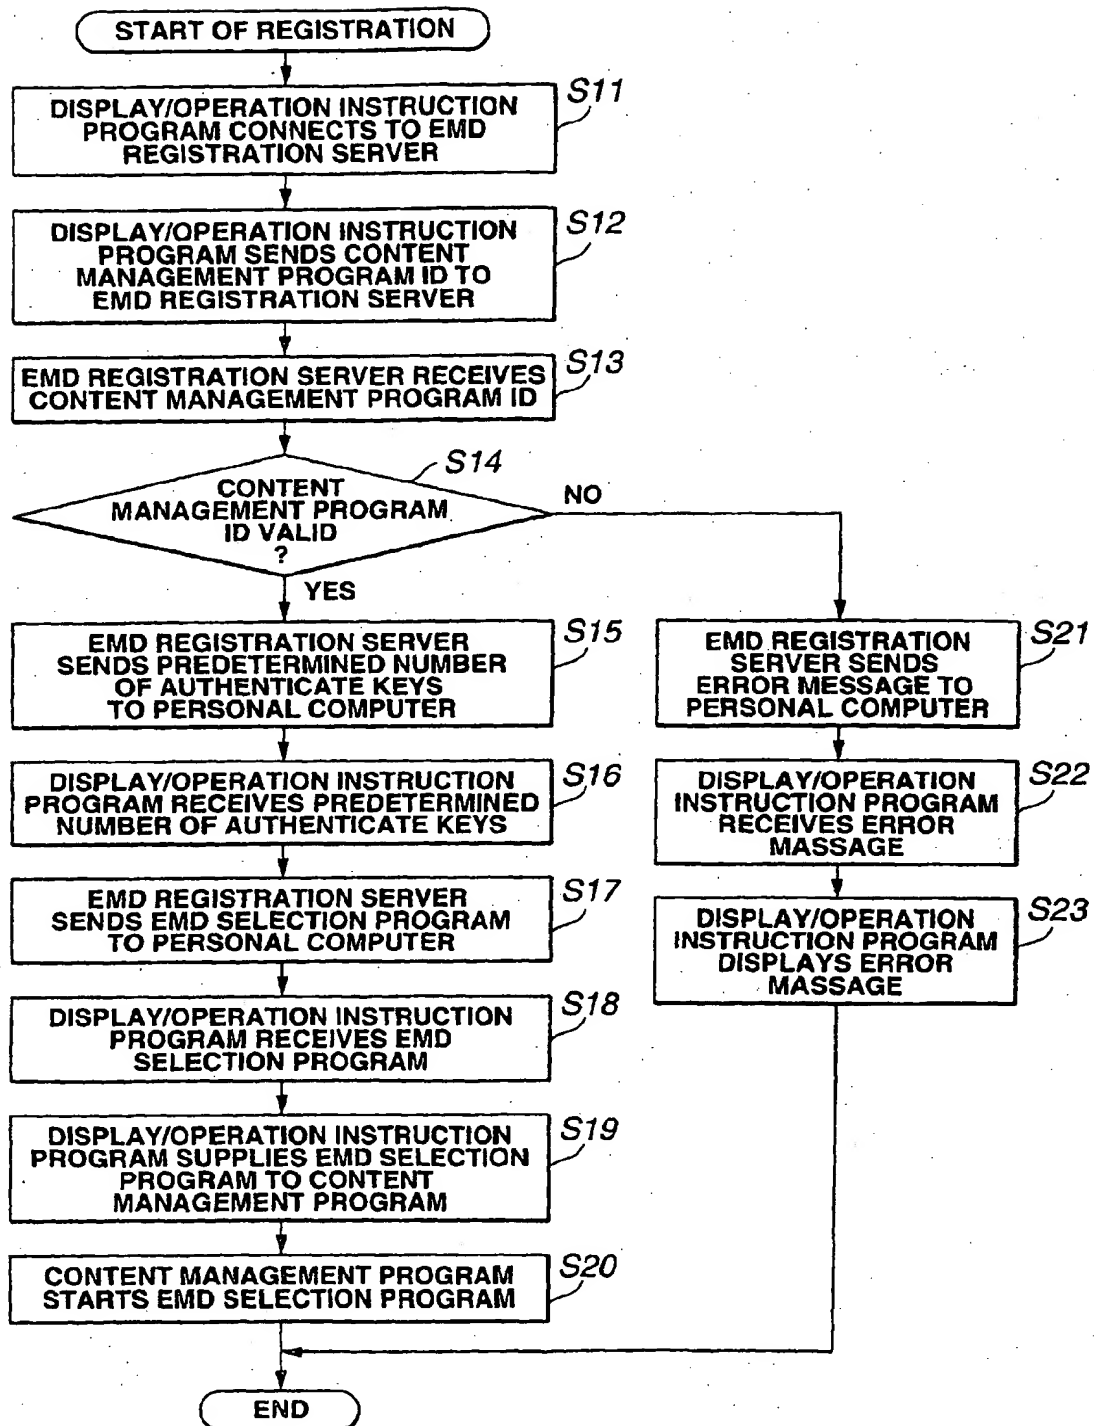 START OF REGISTRATION
S11
DISPLAY/OPERATION INSTRUCTION
PROGRAM CONNECTS TO EMD
REGISTRATION SERVER
S12
DISPLAY/OPERATION INSTRUCTION
PROGRAM SENDS CONTENT
MANAGEMENT PROGRAM ID TO
EMD REGISTRATION SERVER
S13
EMD REGISTRATION SERVER RECEIVES
CONTENT MANAGEMENT PROGRAM ID
S14
CONTENT
MANAGEMENT PROGRAM
ID VALID
?
NO
YES
S15
EMD REGISTRATION SERVER
SENDS PREDETERMINED NUMBER
OF AUTHENTICATE KEYS
TO PERSONAL COMPUTER
S16
DISPLAY/OPERATION INSTRUCTION
PROGRAM RECEIVES PREDETERMINED
NUMBER OF AUTHENTICATE KEYS
S17
EMD REGISTRATION SERVER
SENDS EMD SELECTION PROGRAM
TO PERSONAL COMPUTER
S18
DISPLAY/OPERATION INSTRUCTION
PROGRAM RECEIVES EMD
SELECTION PROGRAM
S19
DISPLAY/OPERATION INSTRUCTION
PROGRAM SUPPLIES EMD SELECTION
PROGRAM TO CONTENT
MANAGEMENT PROGRAM
S20
CONTENT MANAGEMENT PROGRAM
STARTS EMD SELECTION PROGRAM
S21
EMD REGISTRATION
SERVER SENDS
ERROR MESSAGE TO
PERSONAL COMPUTER
S22
DISPLAY/OPERATION
INSTRUCTION PROGRAM
RECEIVES ERROR
MASSAGE
S23
DISPLAY/OPERATION
INSTRUCTION PROGRAM
DISPLAYS ERROR
MASSAGE
END